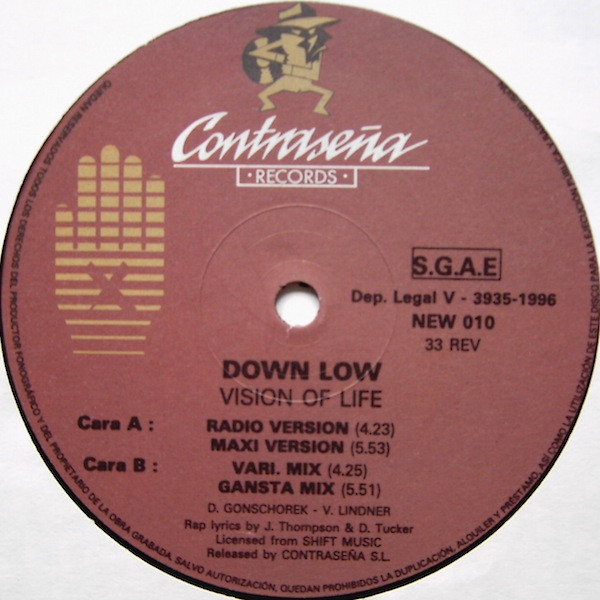 Contraseña
· RECORDS ·
S.G.A.E
Dep. Legal V - 3935-1996
NEW 010
33 REV
DOWN LOW
VISION OF LIFE
Cara A : RADIO VERSION (4.23)
MAXI VERSION (5.53)
Cara B : VARI. MIX (4.25)
GANSTA MIX (5.51)
D. GONSCHOREK - V. LINDNER
Rap lyrics by J. Thompson & D. Tucker
Licensed from SHIFT MUSIC
Released by CONTRASEÑA S.L.
QUEDAN RESERVADOS TODOS LOS DERECHOS DEL PRODUCTOR FONOGRÁFICO Y DEL PROPIETARIO DE LA OBRA GRABADA. SALVO AUTORIZACIÓN, QUEDAN PROHIBIDOS LA DUPLICACIÓN, ALQUILER Y PRÉSTAMO, ASÍ COMO LA UTILIZACIÓN DE ESTE DISCO PARA